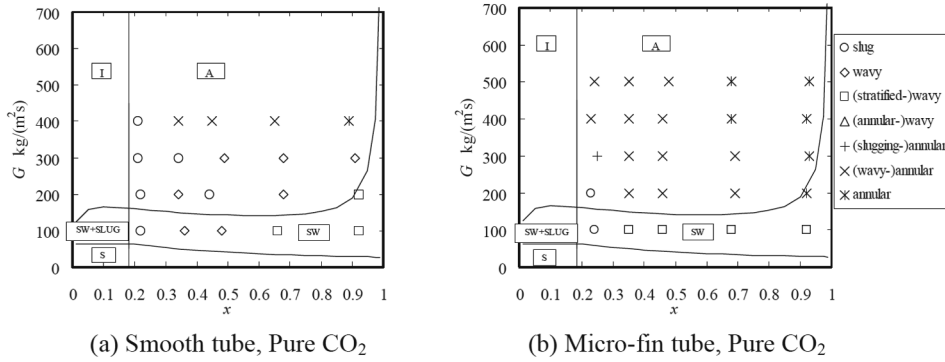 700
600
500
400
300
200
100
0
G kg/(m²s)
I
A
SW+SLUG
SW
S
0 0.1 0.2 0.3 0.4 0.5 0.6 0.7 0.8 0.9 1
x
(a) Smooth tube, Pure CO₂
700
600
500
400
300
200
100
0
G kg/(m²s)
I
A
SW+SLUG
SW
S
0 0.1 0.2 0.3 0.4 0.5 0.6 0.7 0.8 0.9 1
x
(b) Micro-fin tube, Pure CO₂
slug
wavy
(stratified-)wavy
(annular-)wavy
(slugging-)annular
(wavy-)annular
annular